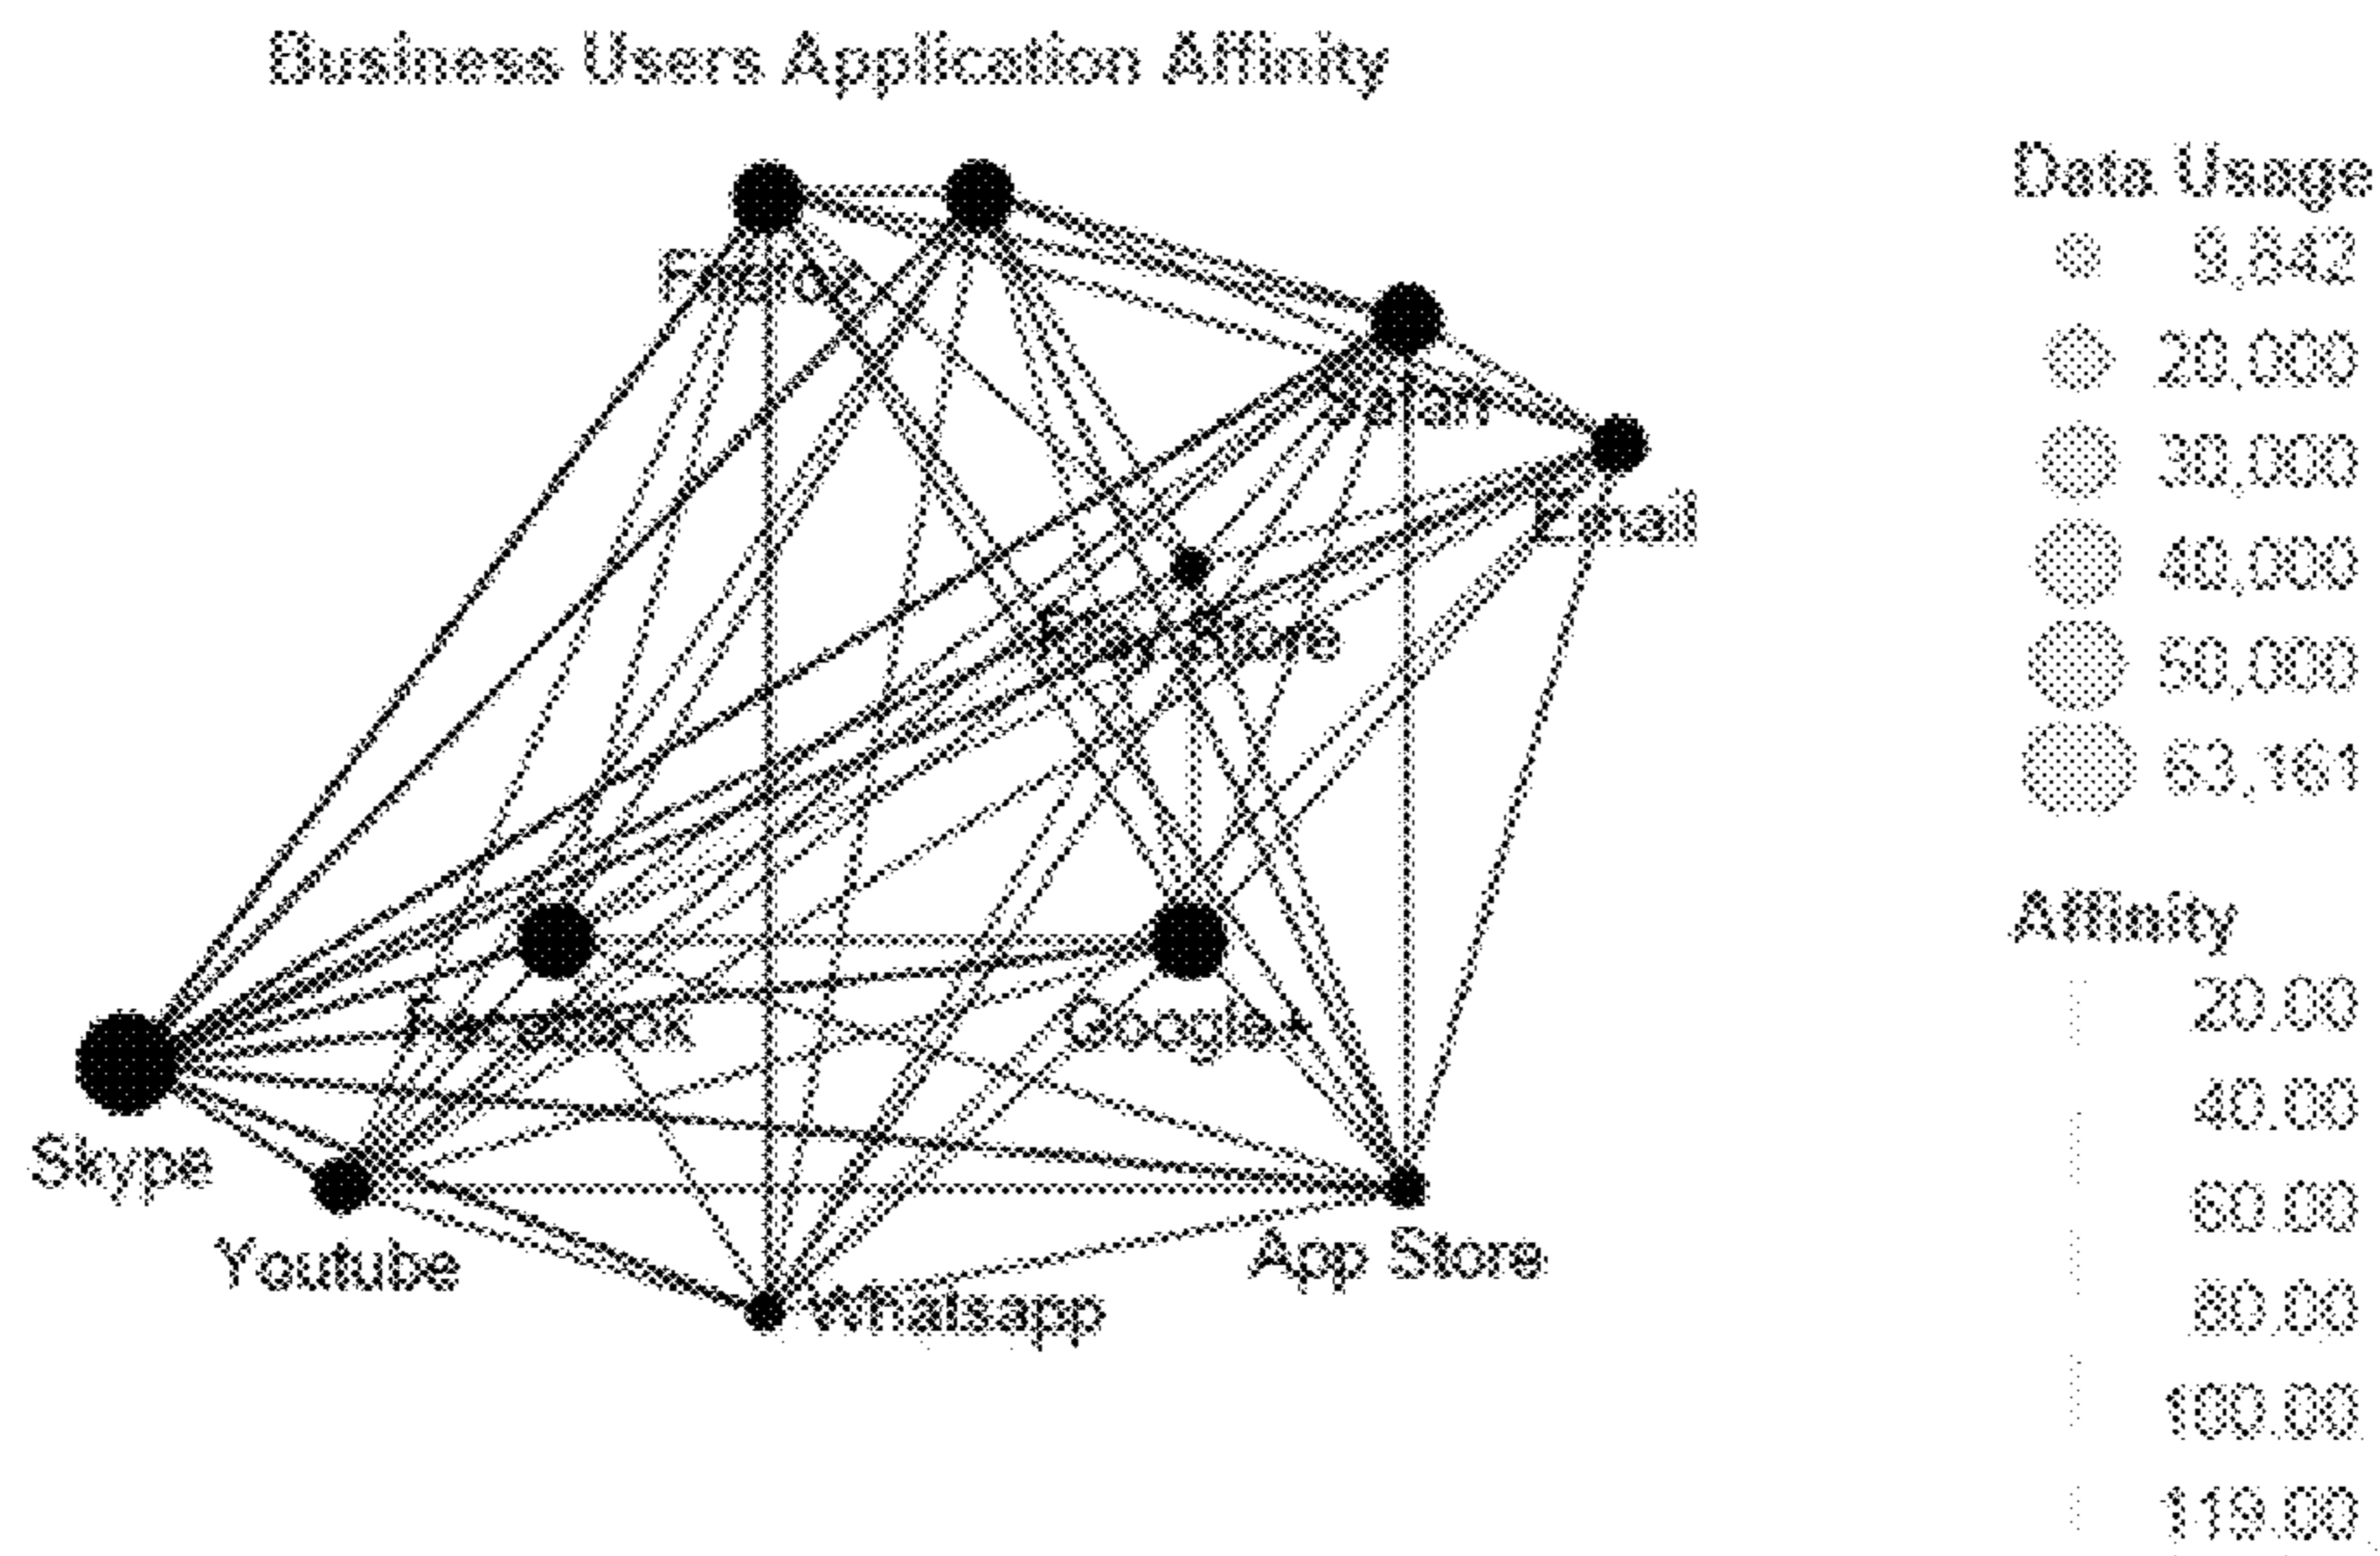 Business Users Application Affinity
Firefox
Safari
Email
Play Store
Facebook
Google+
Skype
Youtube
Whatsapp
App Store
Data Usage
9,842
20,000
30,000
40,000
50,000
63,161
Affinity
20.00
40.00
60.00
80.00
100.00
119.00